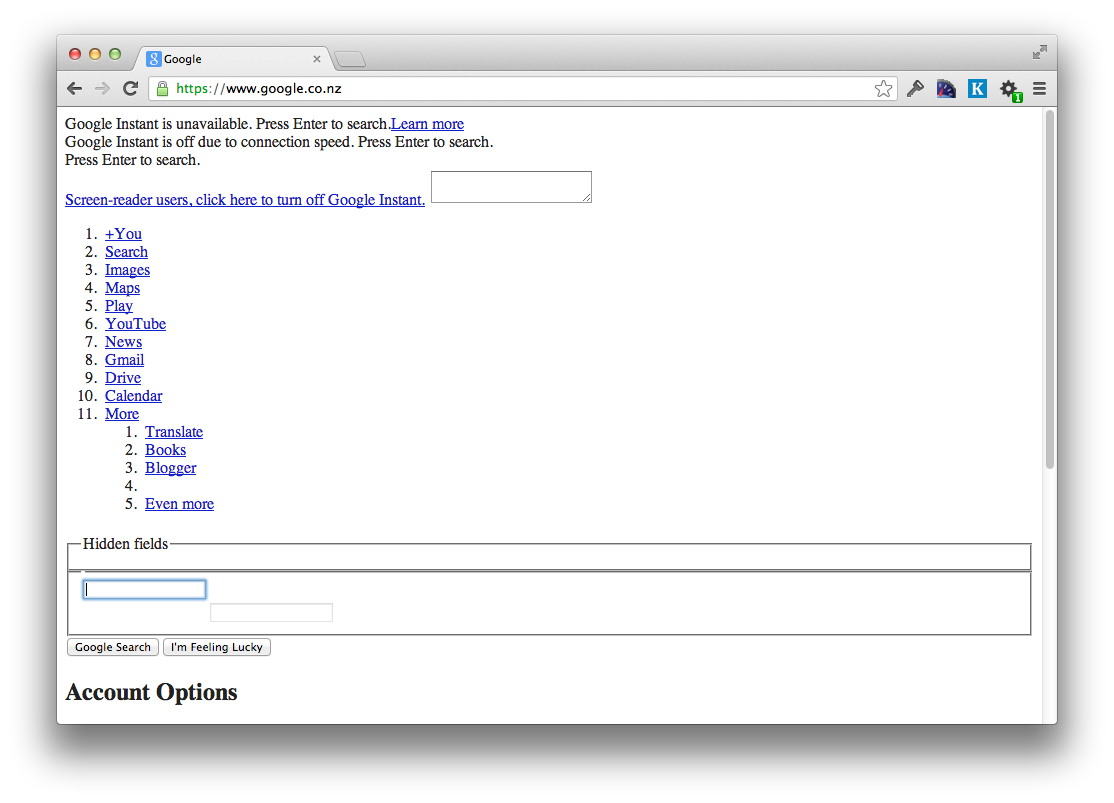 Google
https://www.google.co.nz
K
1
Google Instant is unavailable. Press Enter to search.Learn more
Google Instant is off due to connection speed. Press Enter to search.
Press Enter to search.
Screen-reader users, click here to turn off Google Instant.
1. +You
2. Search
3. Images
4. Maps
5. Play
6. YouTube
7. News
8. Gmail
9. Drive
10. Calendar
11. More
1. Translate
2. Books
3. Blogger
4.
5. Even more
Hidden fields
Google Search I'm Feeling Lucky
Account Options